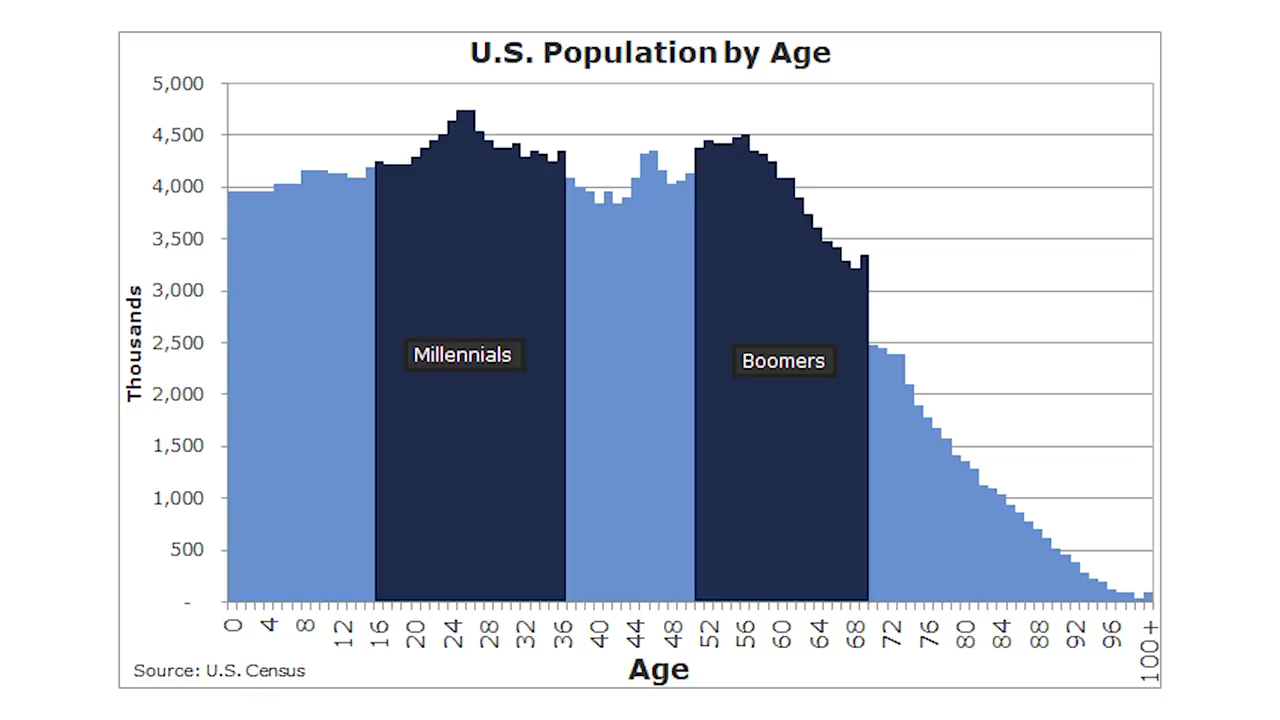 U.S. Population by Age
5,000
4,500
4,000
3,500
3,000
2,500
2,000
1,500
1,000
500
-
Thousands
Millennials
Boomers
0 4 8 12 16 20 24 28 32 36 40 44 48 52 56 60 64 68 72 76 80 84 88 92 96 100+
Age
Source: U.S. Census